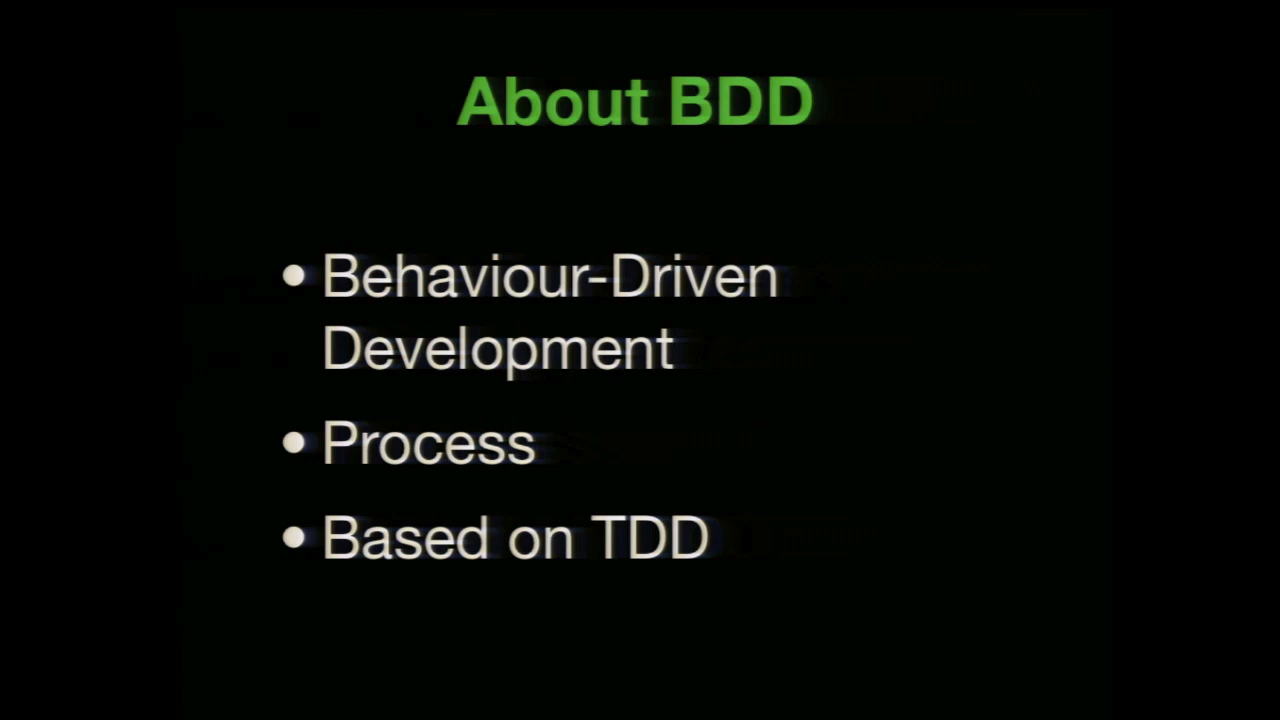 About BDD
• Behaviour-Driven
Development
• Process
• Based on TDD